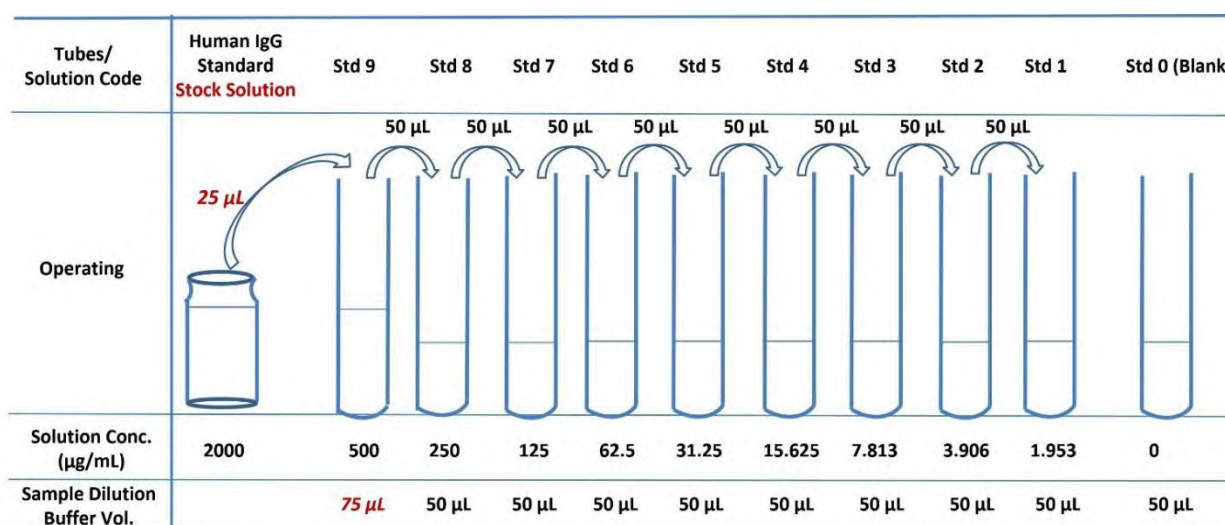 Tubes/
Solution Code
Human IgG
Standard
Stock Solution
Std 9
Std 8
Std 7
Std 6
Std 5
Std 4
Std 3
Std 2
Std 1
Std 0 (Blank
Operating
25 µL
50 µL
50 µL
50 µL
50 µL
50 µL
50 µL
50 µL
50 µL
Solution Conc.
(µg/mL)
2000
500
250
125
62.5
31.25
15.625
7.813
3.906
1.953
0
Sample Dilution
Buffer Vol.
75 µL
50 µL
50 µL
50 µL
50 µL
50 µL
50 µL
50 µL
50 µL
50 µL